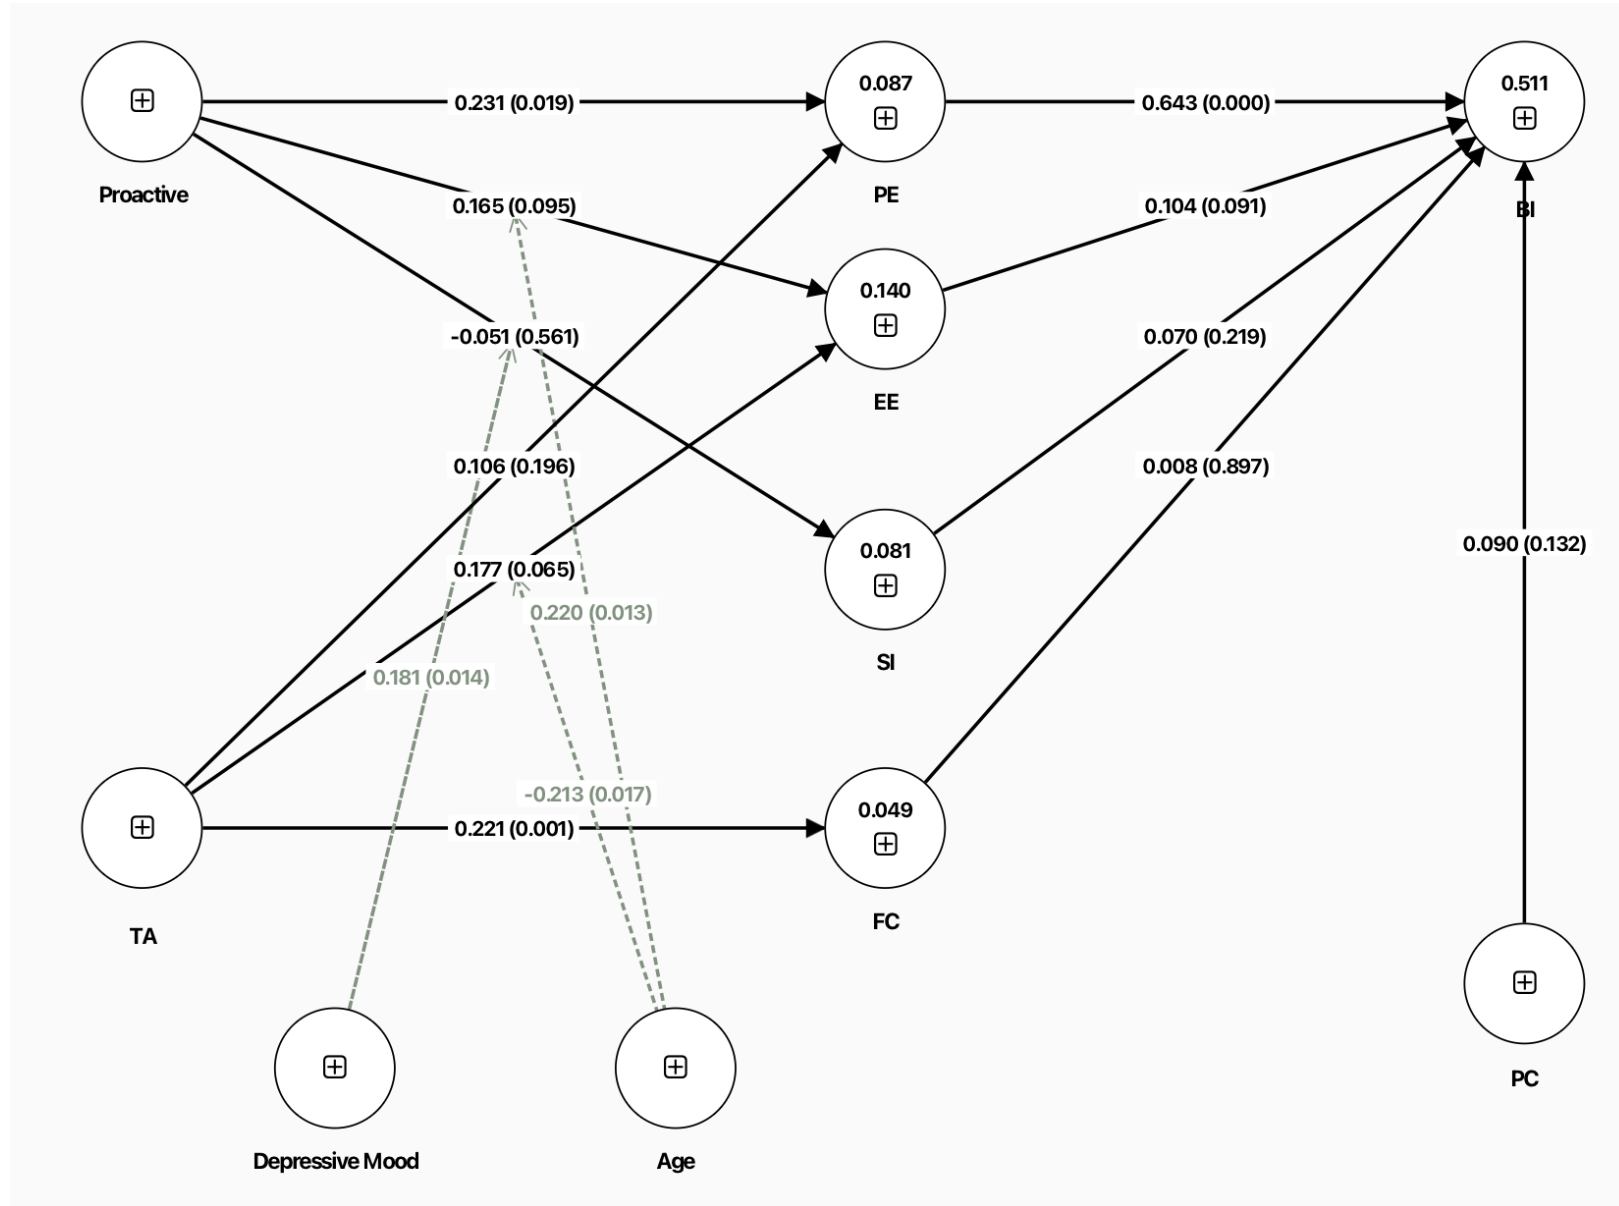 0.087
0.511
0.231 (0.019)
0.643 (0.000)
Proactive
PE
BI
0.165 (0.095)
0.104 (0.091)
0.140
-0.051 (0.561)
0.070 (0.219)
EE
0.106 (0.196)
0.008 (0.897)
0.081
0.090 (0.132)
0.177 (0.065)
0.220 (0.013)
SI
0.181 (0.014)
-0.213 (0.017)
0.049
0.221 (0.001)
FC
TA
PC
Depressive Mood
Age